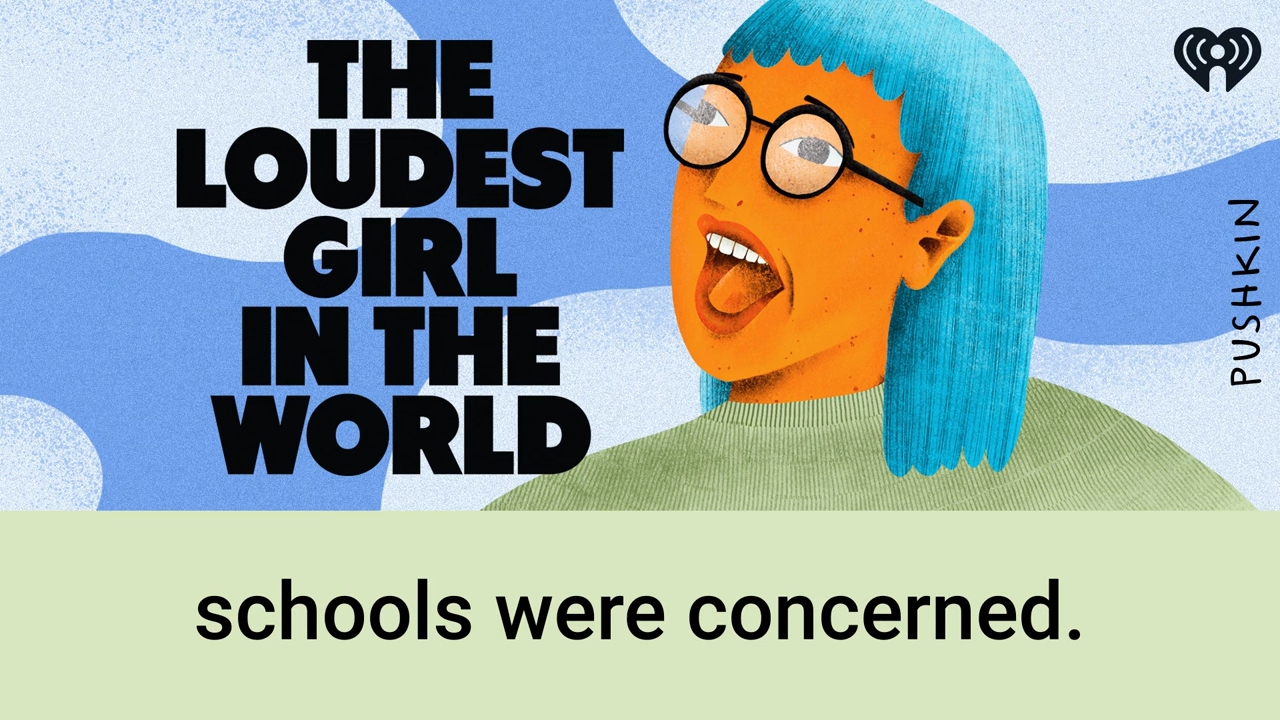 THE
LOUDEST
GIRL
IN THE
WORLD
PUSHKIN
schools were concerned.